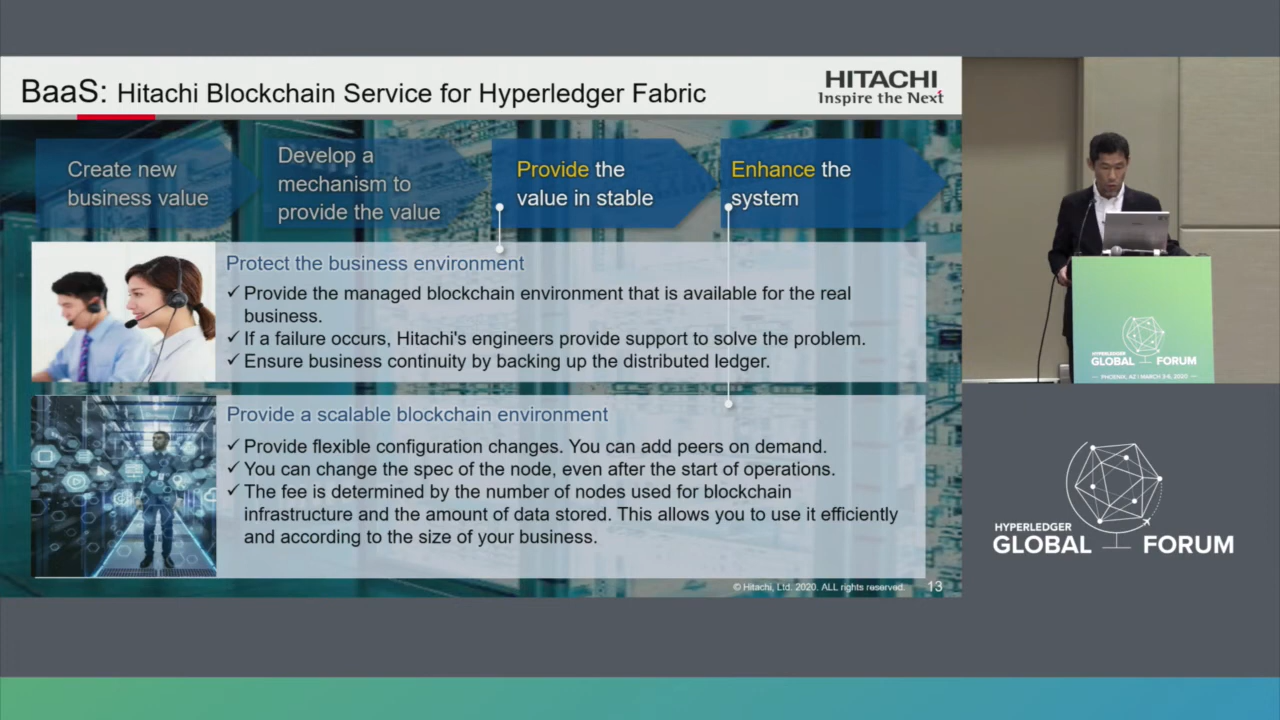 BaaS: Hitachi Blockchain Service for Hyperledger Fabric
HITACHI
Inspire the Next
Create new
business value
Develop a
mechanism to
provide the value
Provide the
value in stable
Enhance the
system
Protect the business environment
✓ Provide the managed blockchain environment that is available for the real
business.
✓ If a failure occurs, Hitachi's engineers provide support to solve the problem.
✓ Ensure business continuity by backing up the distributed ledger.
Provide a scalable blockchain environment
✓ Provide flexible configuration changes. You can add peers on demand.
✓ You can change the spec of the node, even after the start of operations.
✓ The fee is determined by the number of nodes used for blockchain
infrastructure and the amount of data stored. This allows you to use it efficiently
and according to the size of your business.
© Hitachi, Ltd. 2020. ALL rights reserved.
13
HYPERLEDGER
GLOBAL FORUM
PHOENIX, AZ | MARCH 3-6, 2020
HYPERLEDGER
GLOBAL FORUM